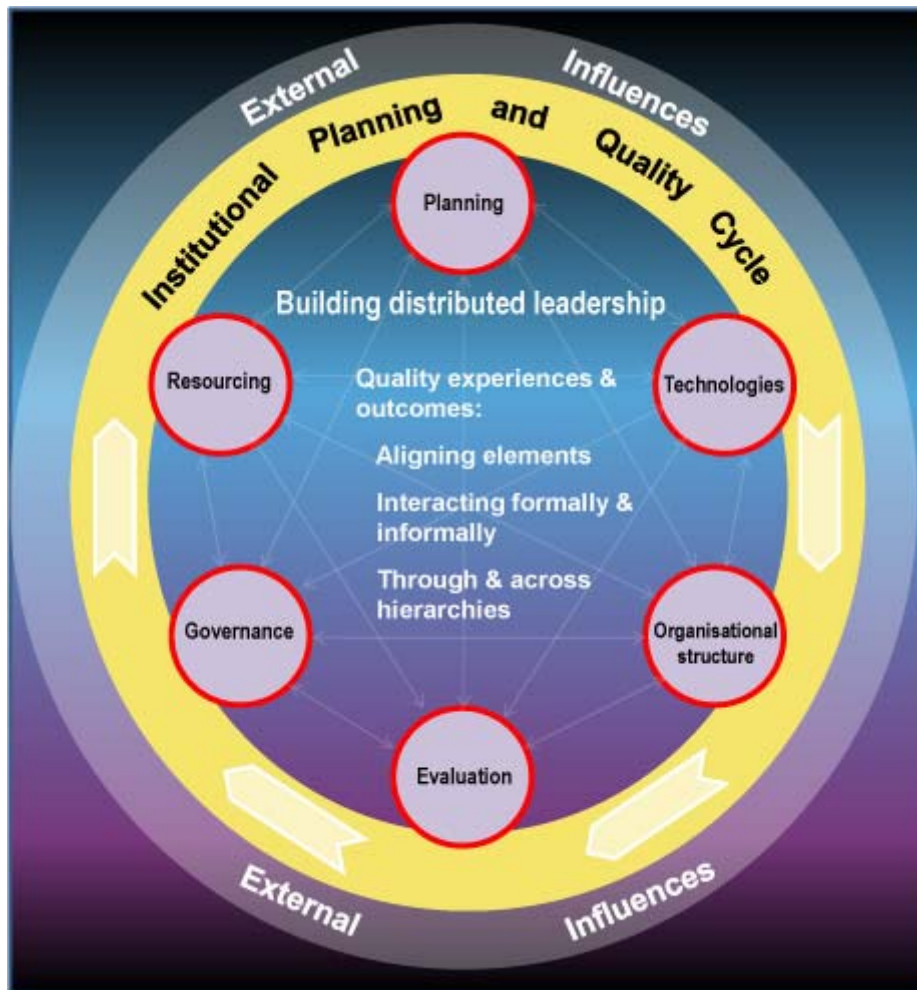 External Influences
Institutional Planning and Quality Cycle
Planning
Building distributed leadership
Resourcing
Quality experiences &
outcomes:
Technologies
Aligning elements
Interacting formally &
informally
Through & across
hierarchies
Governance
Organisational
structure
Evaluation
External Influences